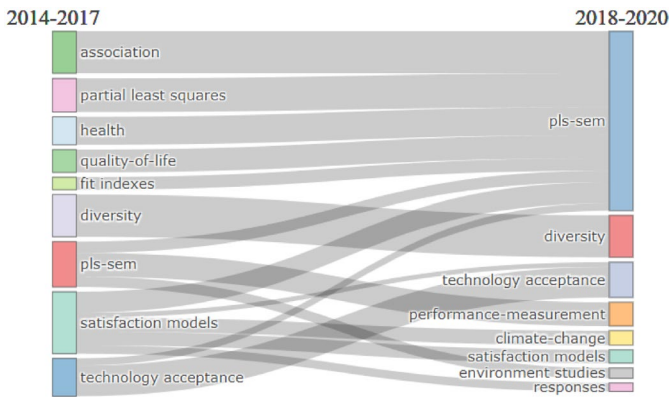 2014-2017
2018-2020
association
partial least squares
health
quality-of-life
fit indexes
diversity
pls-sem
satisfaction models
technology acceptance
pls-sem
diversity
technology acceptance
performance-measurement
climate-change
satisfaction models
environment studies
responses